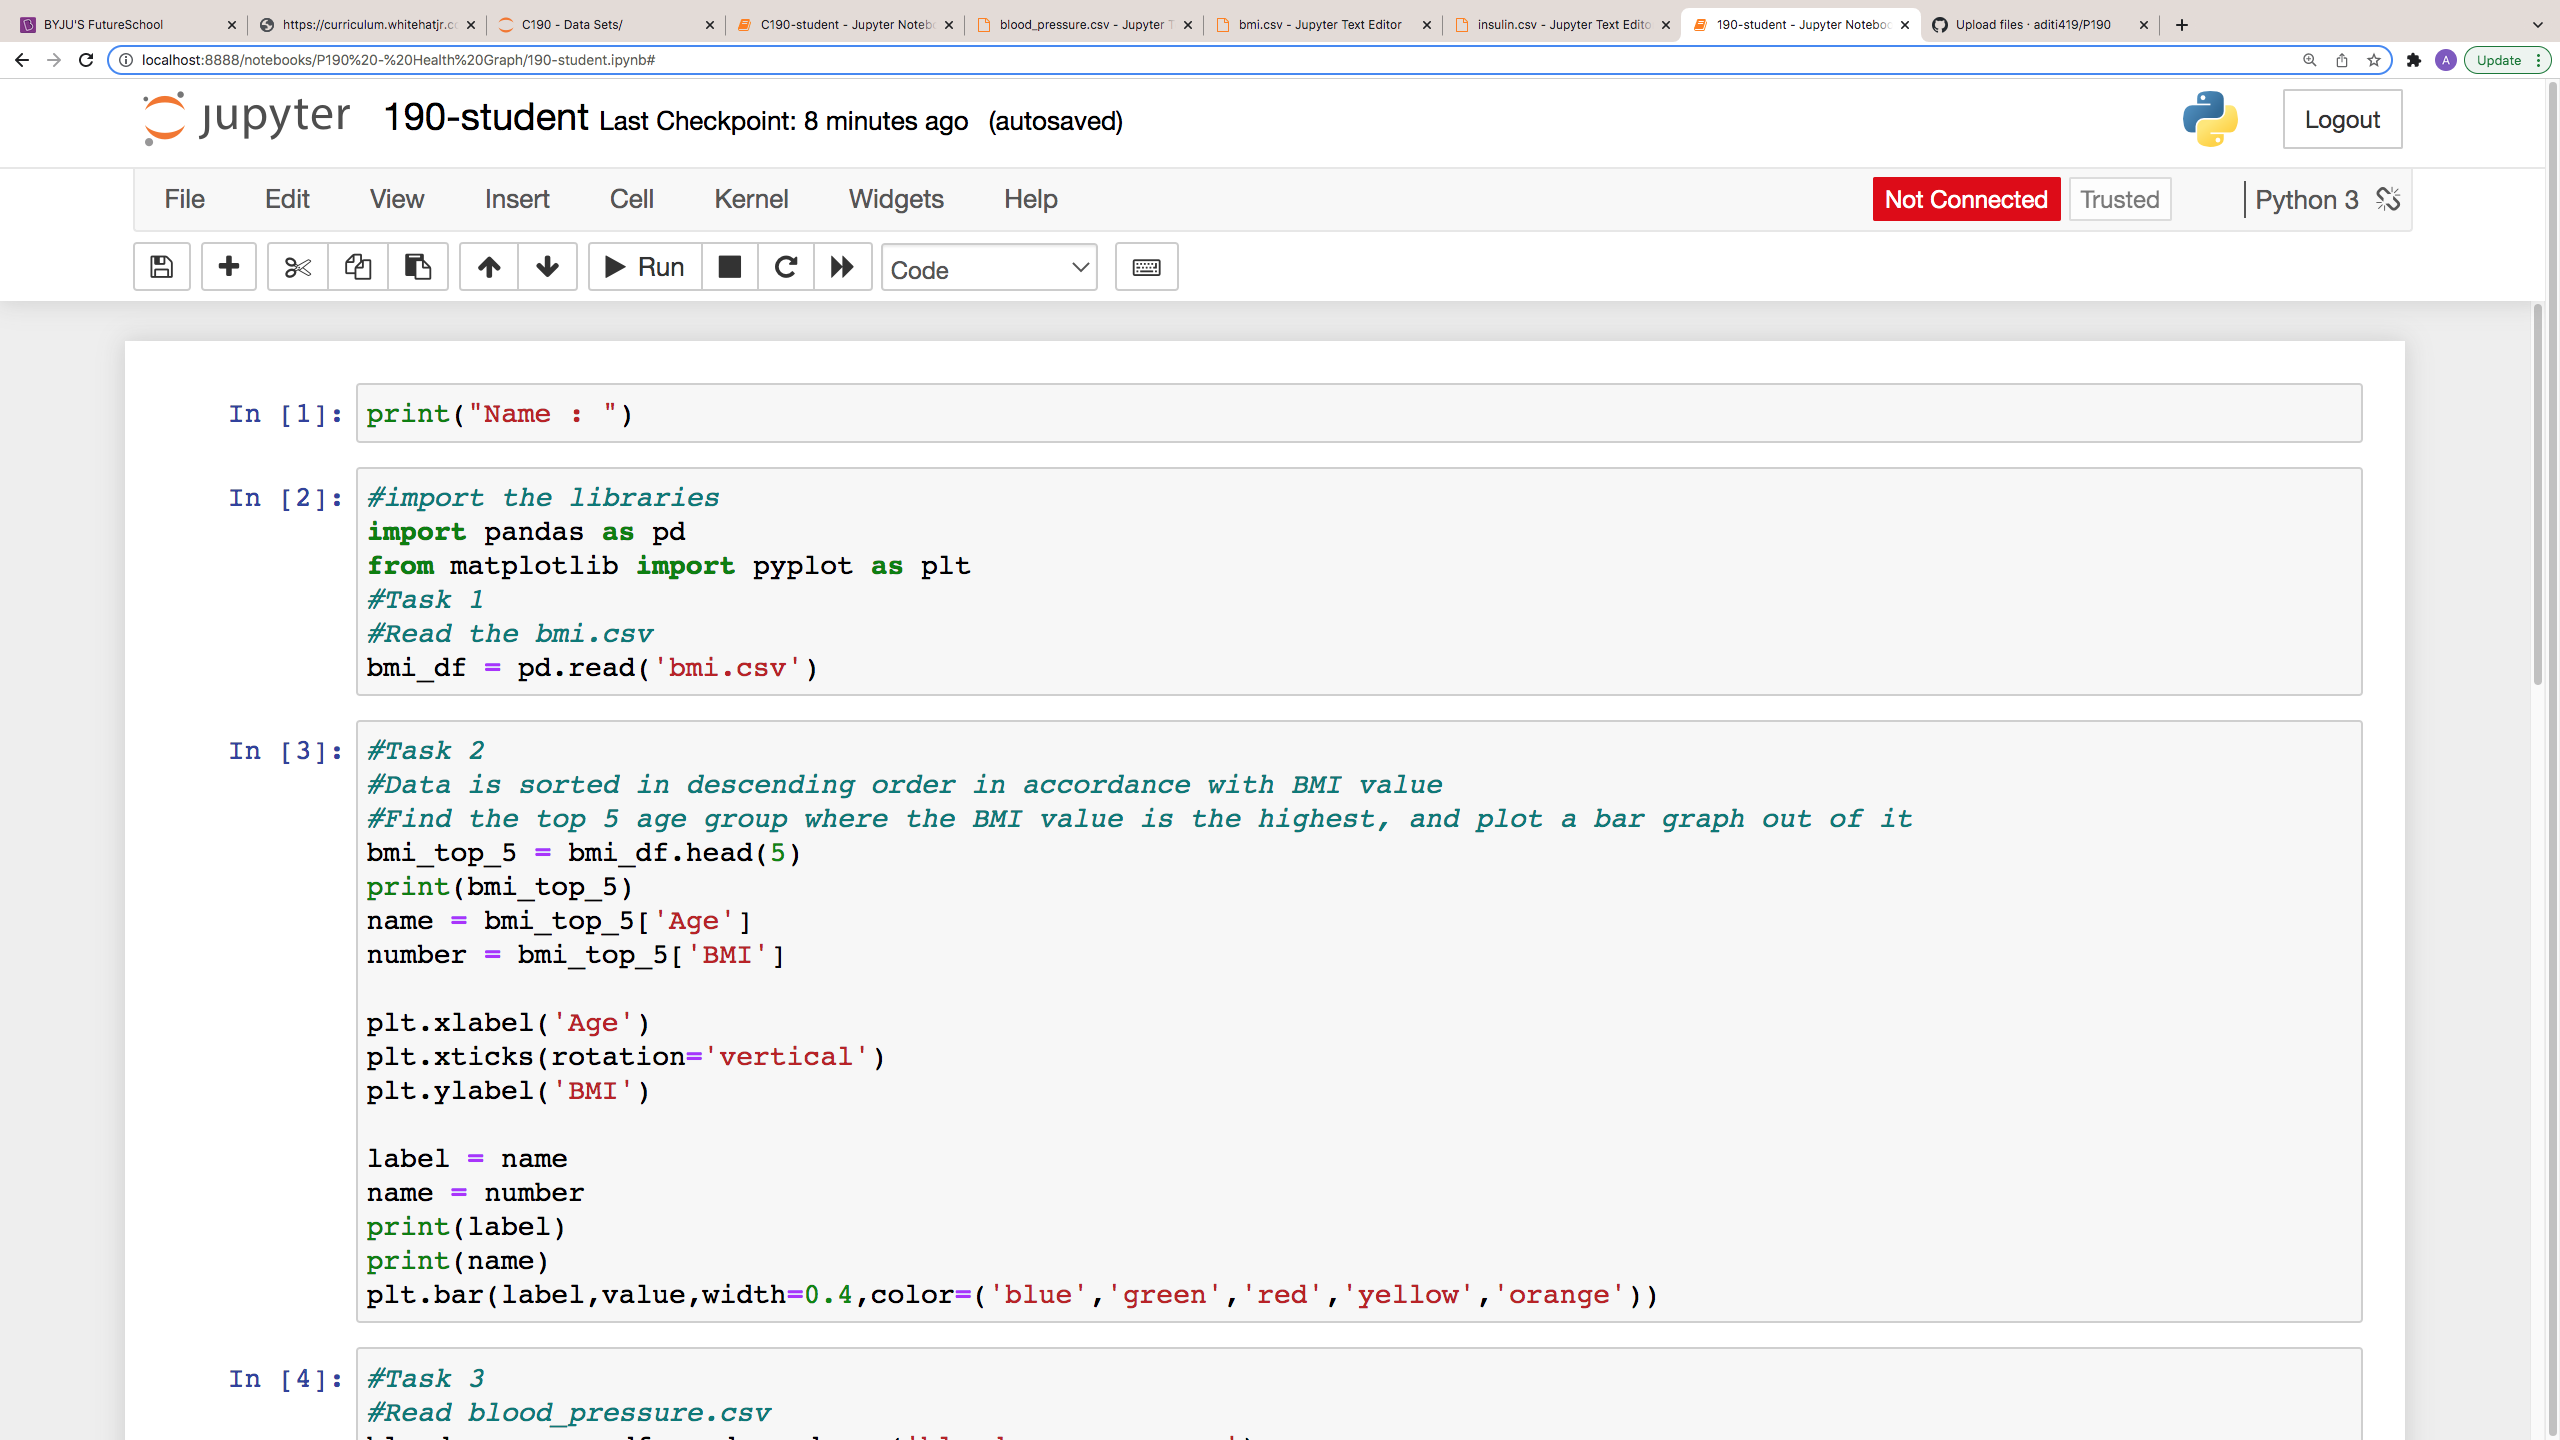 BYJU'S FutureSchool
https://curriculum.whitehatjr.c
C190 - Data Sets/
C190-student - Jupyter Notebo
blood_pressure.csv - Jupyter T
bmi.csv - Jupyter Text Editor
insulin.csv - Jupyter Text Edito
190-student - Jupyter Notebo
Upload files · aditi419/P190
localhost:8888/notebooks/P190%20-%20Health%20Graph/190-student.ipynb#
A
Update
jupyter 190-student Last Checkpoint: 8 minutes ago (autosaved)
Logout
File Edit View Insert Cell Kernel Widgets Help
Not Connected Trusted Python 3
Run Code
In [1]: print("Name : ")
In [2]: #import the libraries
import pandas as pd
from matplotlib import pyplot as plt
#Task 1
#Read the bmi.csv
bmi_df = pd.read('bmi.csv')
In [3]: #Task 2
#Data is sorted in descending order in accordance with BMI value
#Find the top 5 age group where the BMI value is the highest, and plot a bar graph out of it
bmi_top_5 = bmi_df.head(5)
print(bmi_top_5)
name = bmi_top_5['Age']
number = bmi_top_5['BMI']
plt.xlabel('Age')
plt.xticks(rotation='vertical')
plt.ylabel('BMI')
label = name
name = number
print(label)
print(name)
plt.bar(label,value,width=0.4,color=('blue','green','red','yellow','orange'))
In [4]: #Task 3
#Read blood_pressure.csv